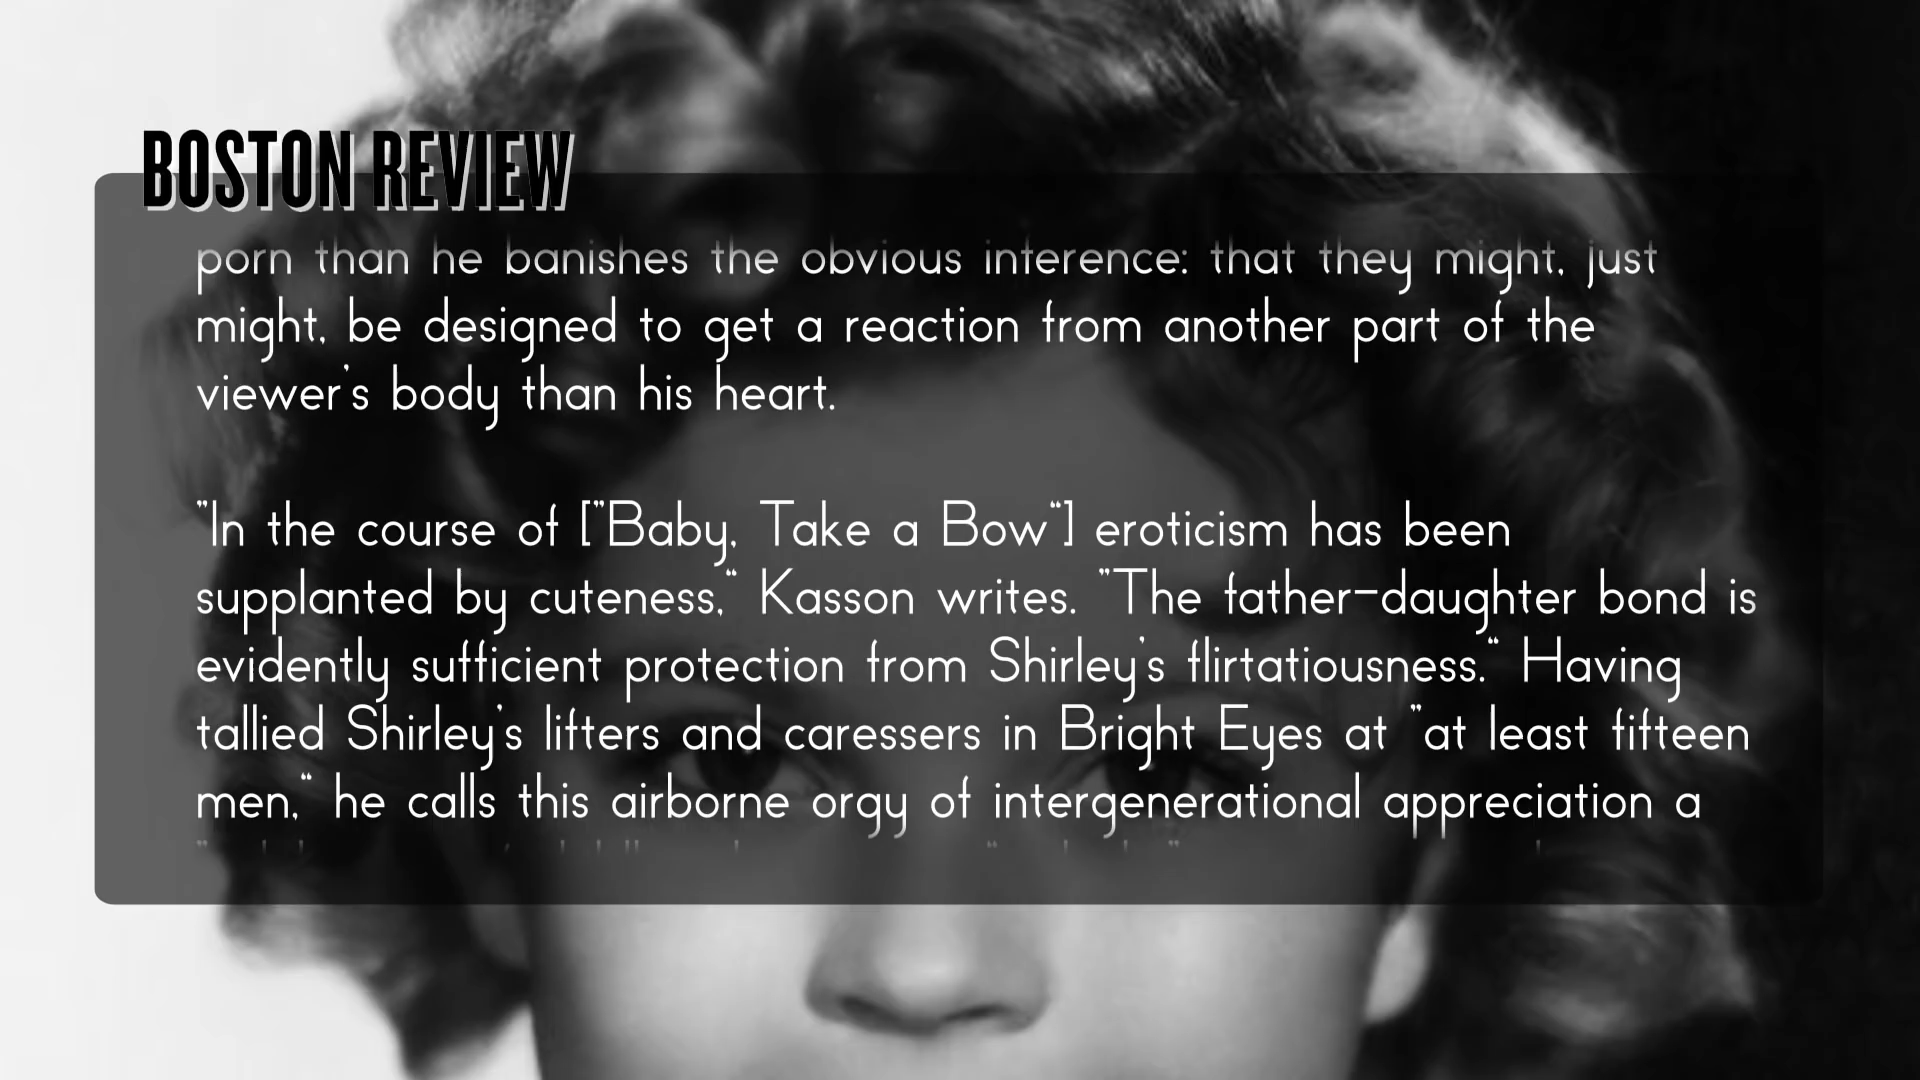 BOSTON REVIEW
porn than he banishes the obvious inference: that they might, just
might, be designed to get a reaction from another part of the
viewer's body than his heart.
"In the course of ["Baby, Take a Bow"] eroticism has been
supplanted by cuteness," Kasson writes. "The father-daughter bond is
evidently sufficient protection from Shirley's flirtatiousness." Having
tallied Shirley's lifters and caressers in Bright Eyes at "at least fifteen
men," he calls this airborne orgy of intergenerational appreciation a